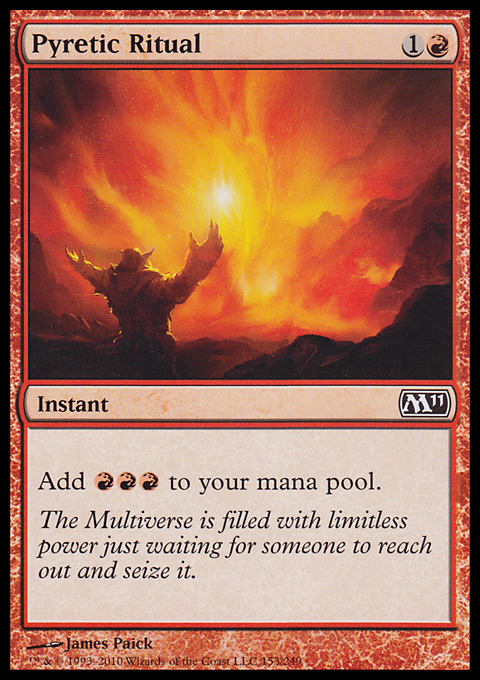 Pyretic Ritual 1
Instant M11
Add to your mana pool.
The Multiverse is filled with limitless
power just waiting for someone to reach
out and seize it.
James Paick
™ & © 1993-2010 Wizards of the Coast LLC 153/249